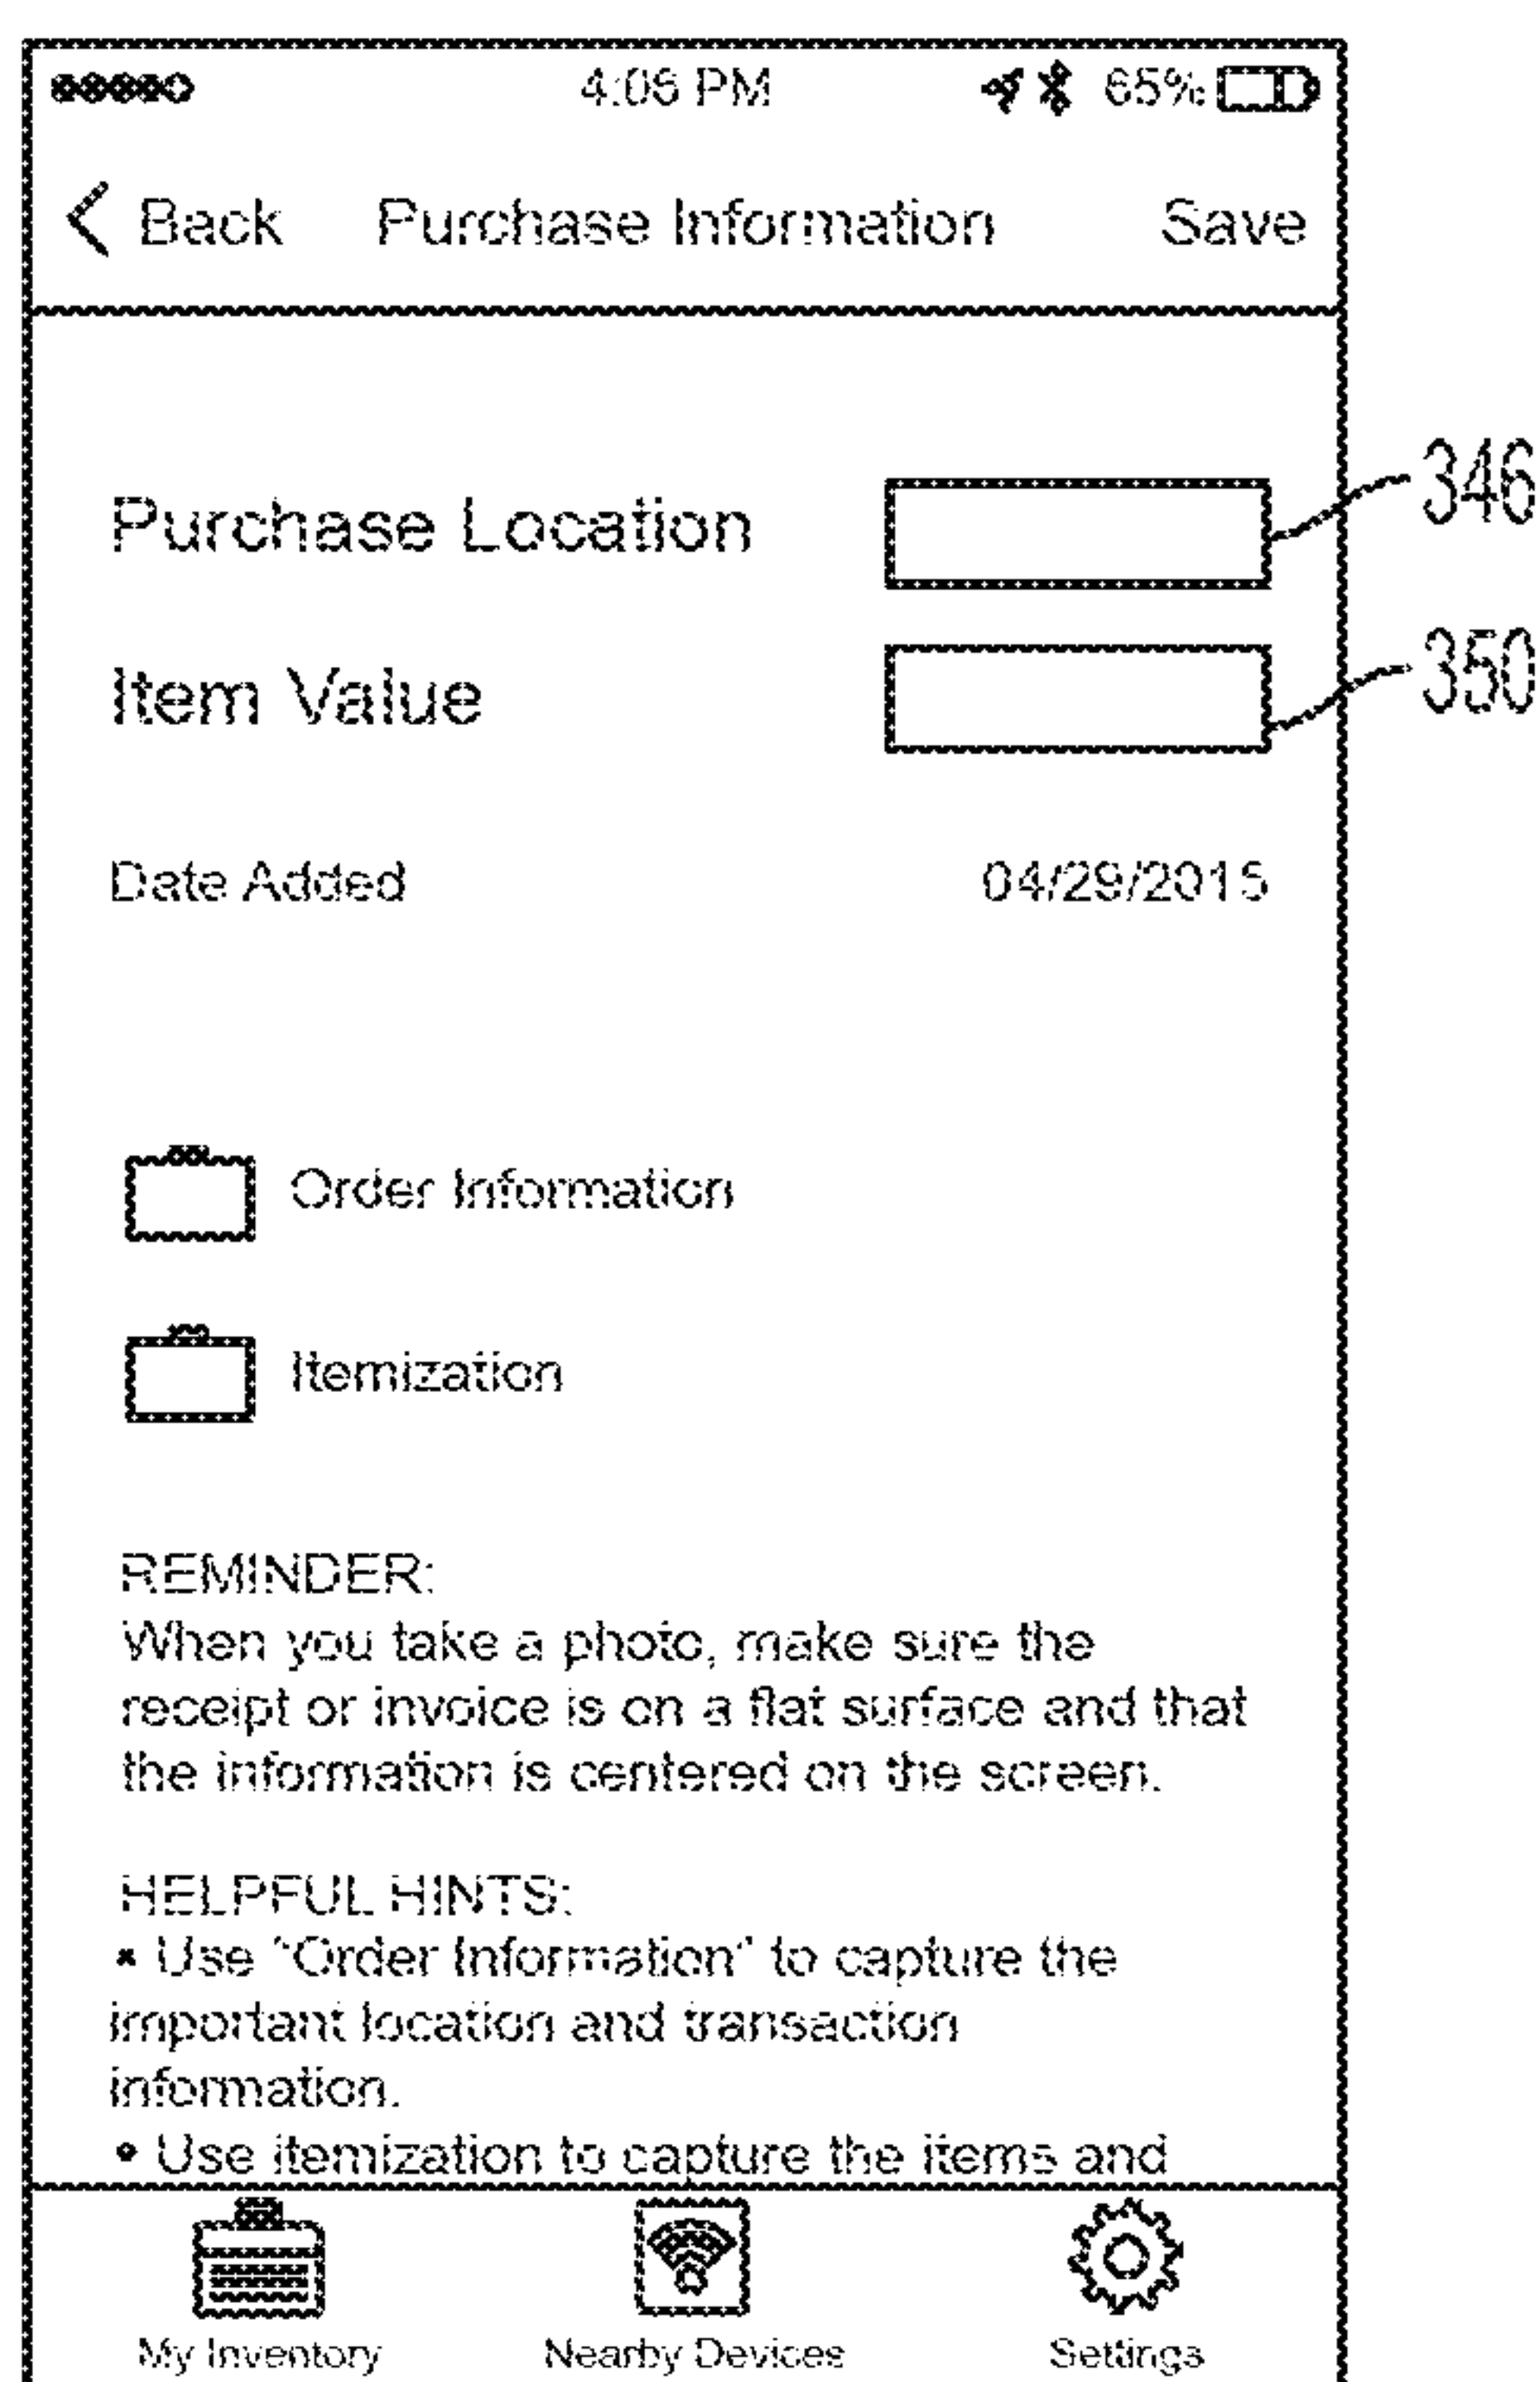 4:06 PM 65%
Back Purchase Information Save
Purchase Location 346
Item Value 350
Date Added 04/29/2015
Order Information
Itemization
REMINDER:
When you take a photo, make sure the
receipt or invoice is on a flat surface and that
the information is centered on the screen.
HELPFUL HINTS:
• Use "Order Information" to capture the
important location and transaction
information.
• Use itemization to capture the items and
My Inventory Nearby Devices Settings